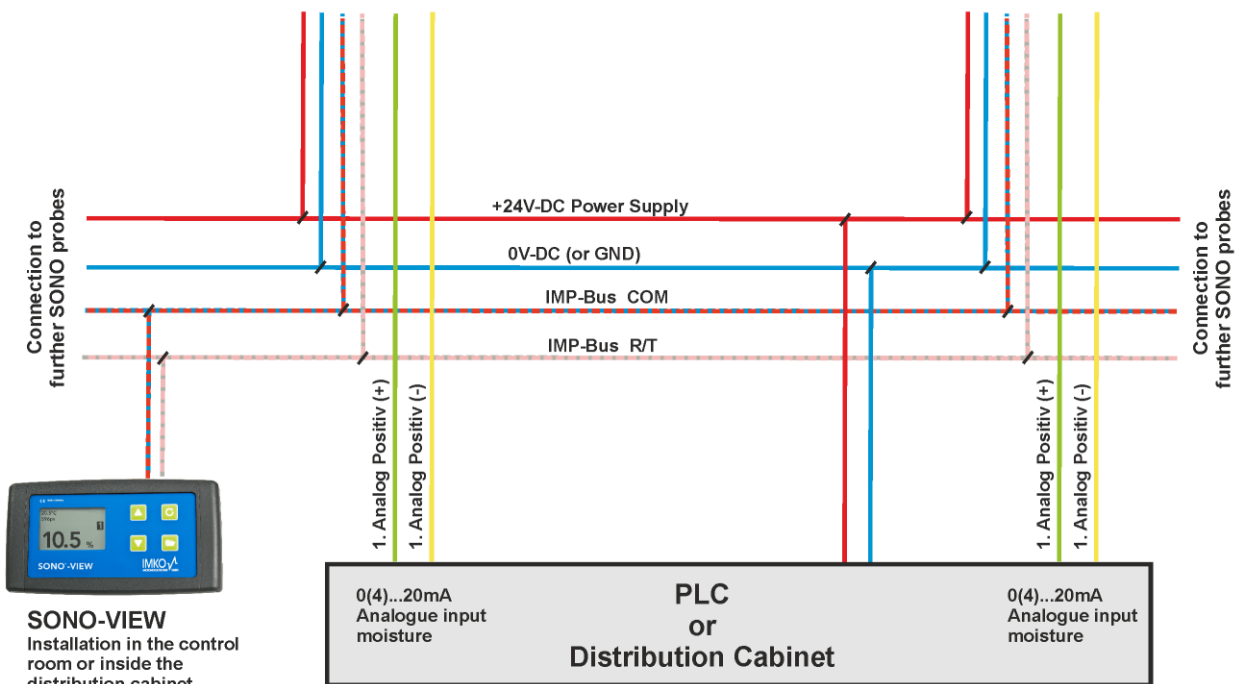 +24V-DC Power Supply
0V-DC (or GND)
IMP-Bus COM
IMP-Bus R/T
Connection to
further SONO probes
Connection to
further SONO probes
1. Analog Positiv (+)
1. Analog Positiv (-)
1. Analog Positiv (+)
1. Analog Positiv (-)
10.5 %
1
SONO-VIEW
IMKO
SONO-VIEW
Installation in the control
room or inside the
distribution cabinet
0(4)...20mA
Analogue input
moisture
PLC
or
Distribution Cabinet
0(4)...20mA
Analogue input
moisture